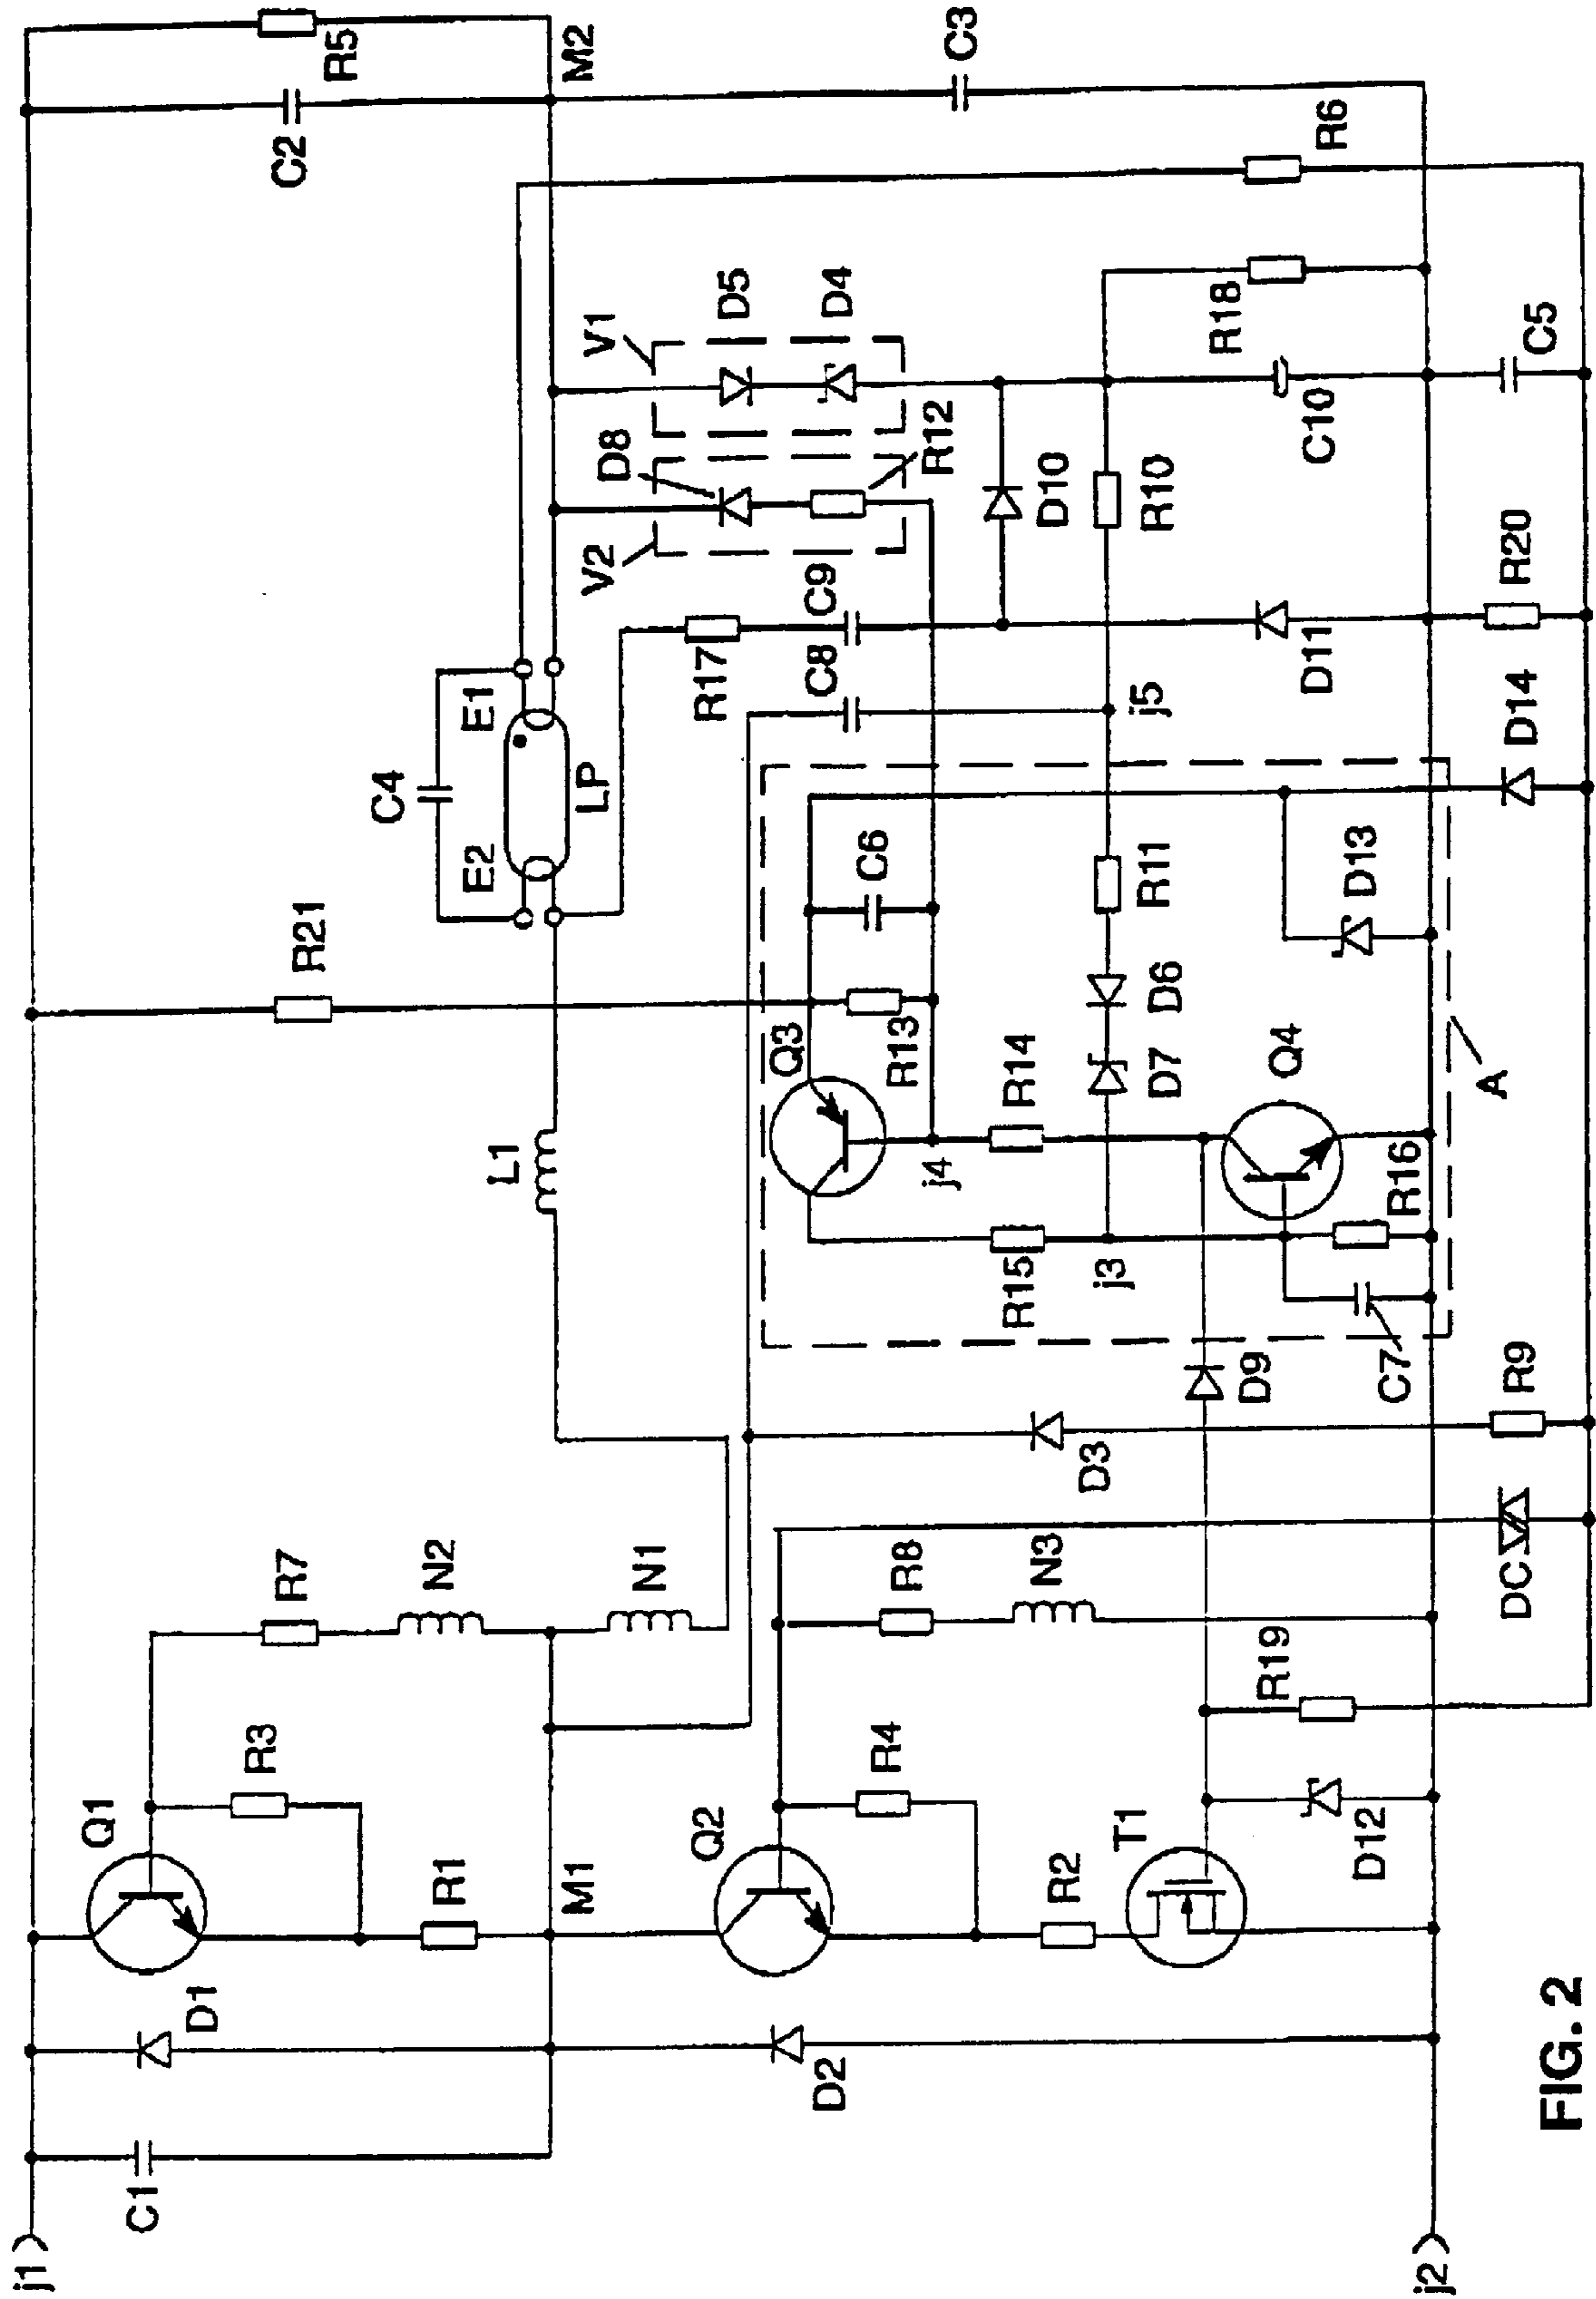 j1
C1
D1
Q1
R1
R3
R7
N2
M1
N1
L1
R21
C4
E2
E1
LP
C2
R5
M2
C3
D2
Q2
R2
R4
R8
N3
T1
D12
R19
DC
D3
R9
D9
V2
D8
V1
D5
D4
R12
R17
C8
C9
D10
R10
R18
R6
C10
C5
R20
D11
D14
j5
C6
Q3
R13
j4
R14
R15
j3
D7
D6
R11
D13
Q4
R16
C7
A
j2
FIG. 2